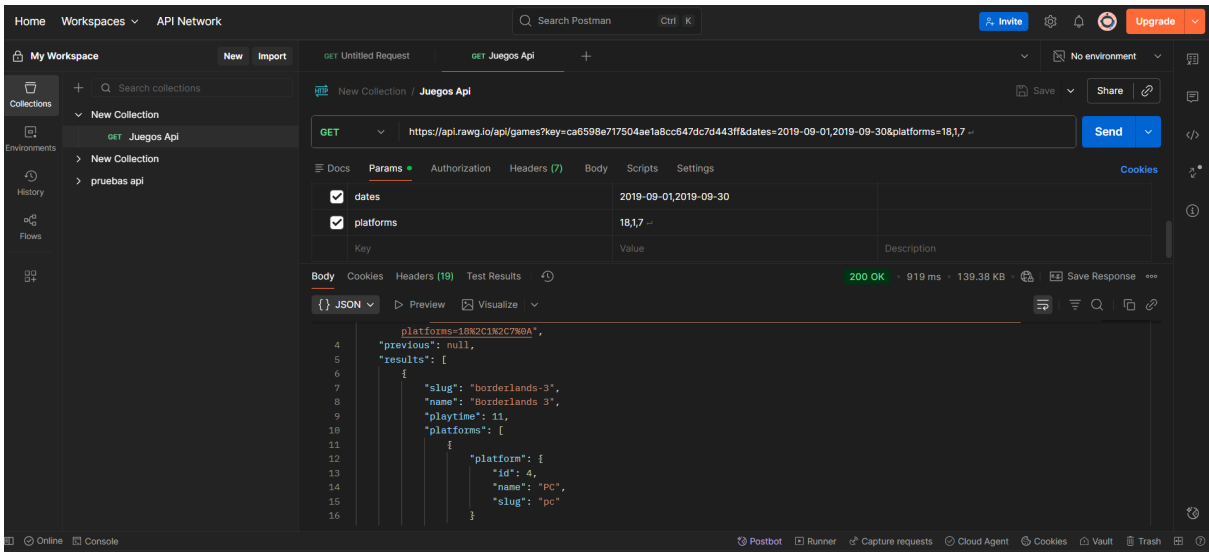 Home Workspaces API Network Search Postman Ctrl K Invite Upgrade
My Workspace New Import GET Untitled Request GET Juegos Api No environment
Collections Search collections New Collection / Juegos Api Save Share
New Collection
GET Juegos Api GET https://api.rawg.io/api/games?key=ca6598e717504ae1a8cc647dc7d443ff&dates=2019-09-01,2019-09-30&platforms=18,1,7 Send
Environments
New Collection Docs Params Authorization Headers (7) Body Scripts Settings Cookies
History pruebas api
dates 2019-09-01,2019-09-30
platforms 18,1,7
Flows
Key Value Description
Body Cookies Headers (19) Test Results 200 OK 919 ms 139.38 KB Save Response
{} JSON Preview Visualize
platforms=18%2C1%2C7%0A",
4 "previous": null,
5 "results": [
6 {
7 "slug": "borderlands-3",
8 "name": "Borderlands 3",
9 "playtime": 11,
10 "platforms": [
11 {
12 "platform": {
13 "id": 4,
14 "name": "PC",
15 "slug": "pc"
16 }
Online Console Postbot Runner Capture requests Cloud Agent Cookies Vault Trash